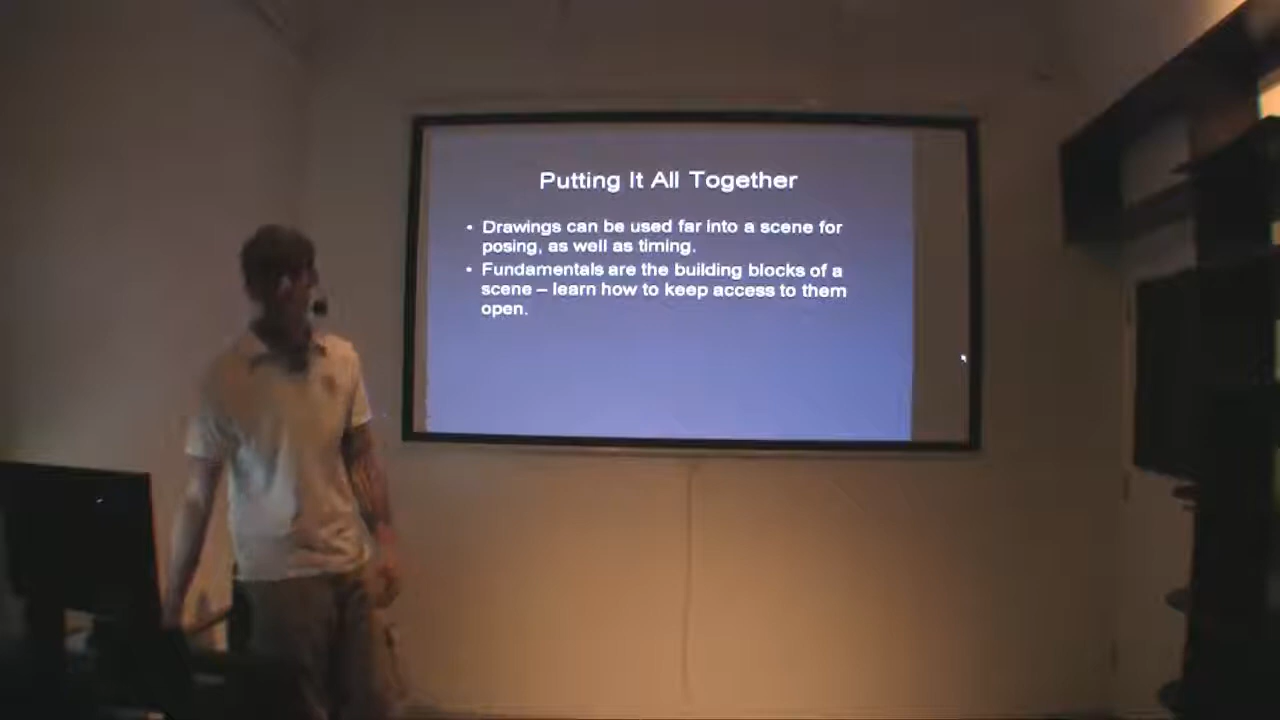 Putting It All Together
• Drawings can be used far into a scene for
posing, as well as timing.
• Fundamentals are the building blocks of a
scene – learn how to keep access to them
open.